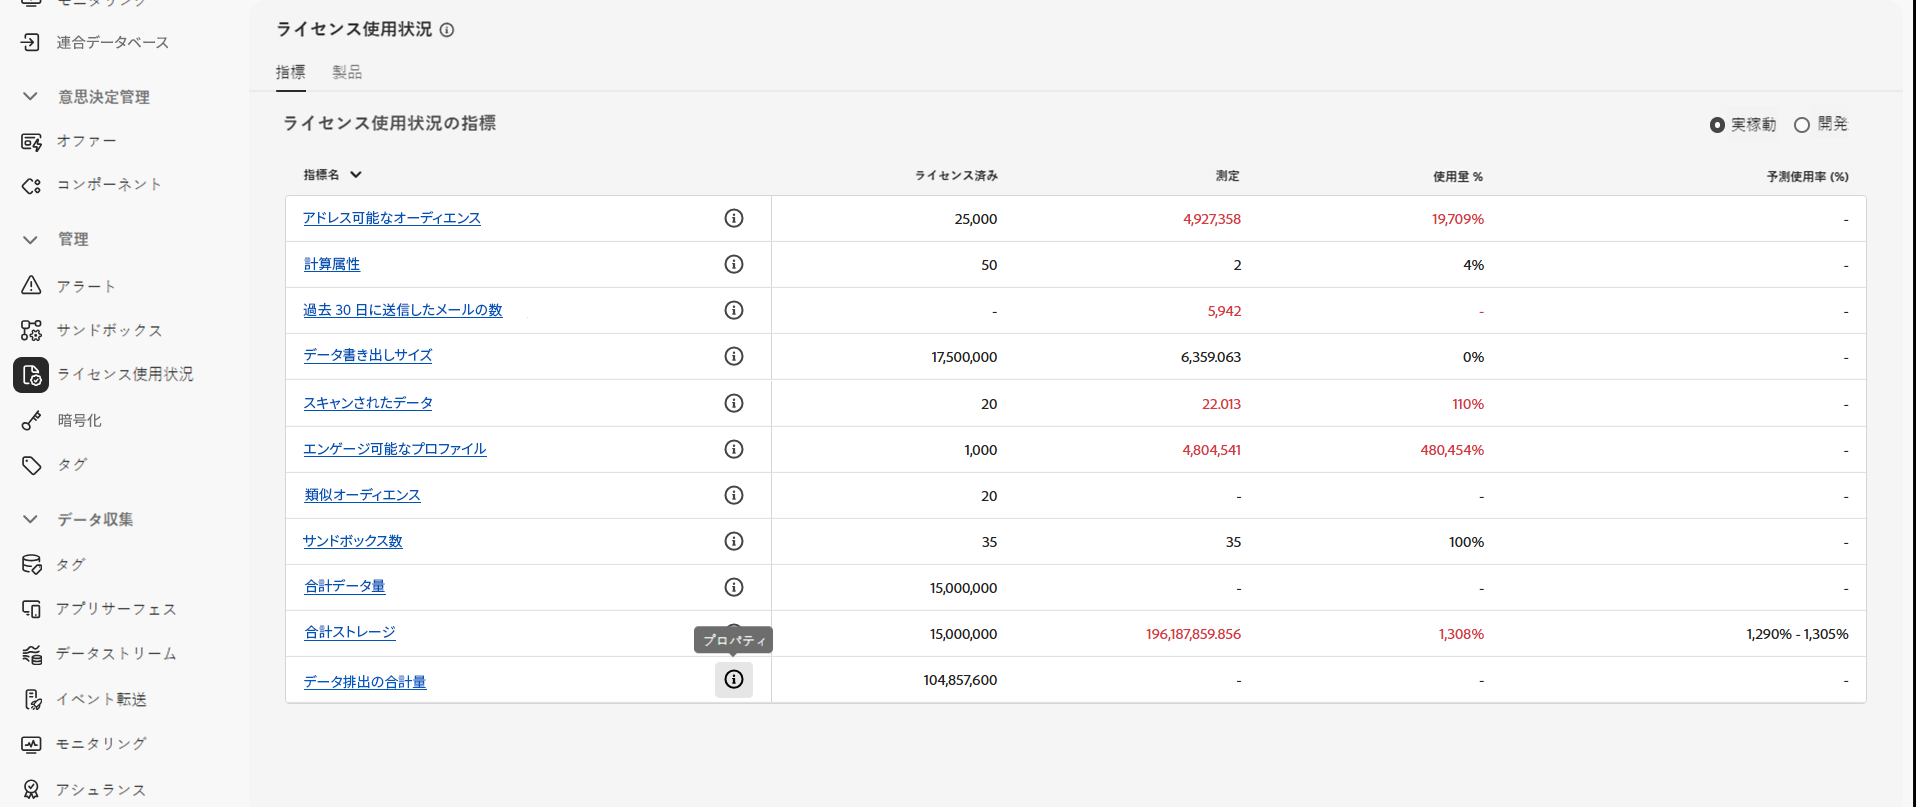 モニタリング
連合データベース
意思決定管理
オファー
コンポーネント
管理
アラート
サンドボックス
ライセンス使用状況
暗号化
タグ
データ収集
タグ
アプリサーフェス
データストリーム
イベント転送
モニタリング
アシュランス
ライセンス使用状況
指標 製品
ライセンス使用状況の指標
実稼動 開発
指標名 ライセンス済み 測定 使用量 % 予測使用率 (%)
アドレス可能なオーディエンス 25,000 4,927,358 19,709% -
計算属性 50 2 4% -
過去 30 日に送信したメールの数 - 5,942 - -
データ書き出しサイズ 17,500,000 6,359.063 0% -
スキャンされたデータ 20 22.013 110% -
エンゲージ可能なプロファイル 1,000 4,804,541 480,454% -
類似オーディエンス 20 - - -
サンドボックス数 35 35 100% -
合計データ量 15,000,000 - - -
合計ストレージ 15,000,000 196,187,859.856 1,308% 1,290% - 1,305%
プロパティ
データ排出の合計量 104,857,600 - - -